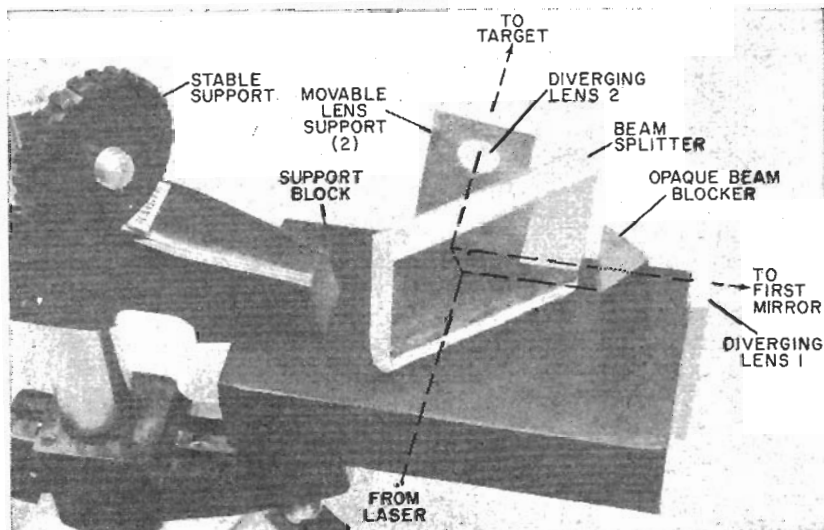 TO
TARGET
STABLE
SUPPORT
MOVABLE
LENS
SUPPORT
(2)
DIVERGING
LENS 2
BEAM
SPLITTER
SUPPORT
BLOCK
OPAQUE BEAM
BLOCKER
TO
FIRST
MIRROR
DIVERGING
LENS 1
FROM
LASER